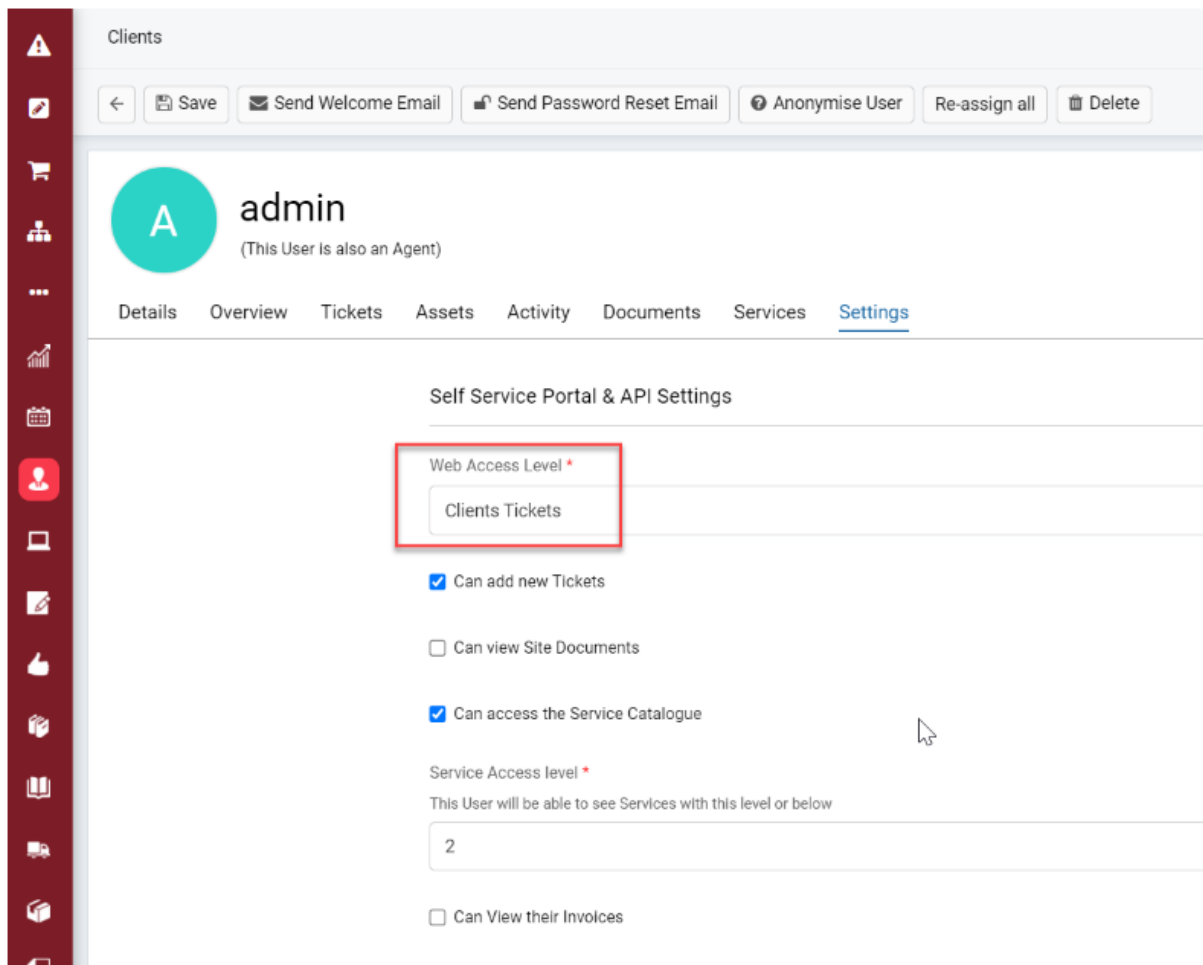 Clients
Save Send Welcome Email Send Password Reset Email Anonymise User Re-assign all Delete
A
admin
(This User is also an Agent)
Details Overview Tickets Assets Activity Documents Services Settings
Self Service Portal & API Settings
Web Access Level *
Clients Tickets
Can add new Tickets
Can view Site Documents
Can access the Service Catalogue
Service Access level *
This User will be able to see Services with this level or below
2
Can View their Invoices